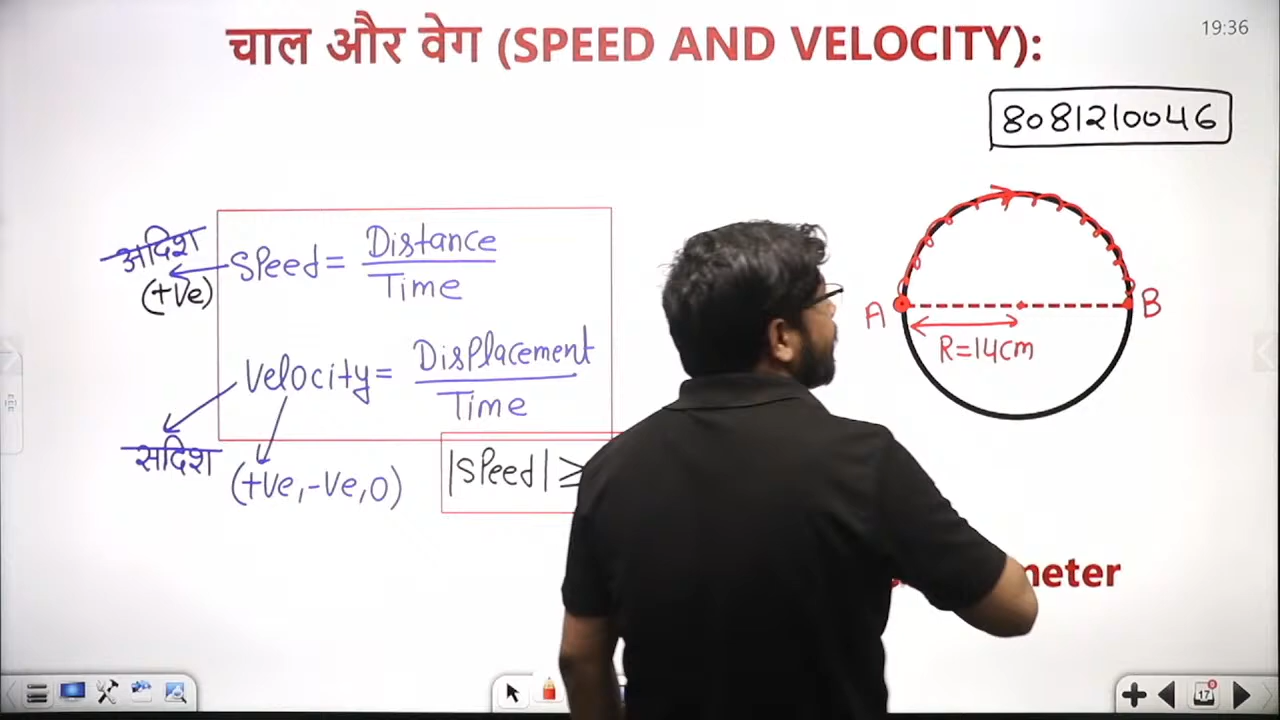 चाल और वेग (SPEED AND VELOCITY):
19:36
8081210046
अदिश
(+ve)
Speed = Distance
Time
Velocity = Displacement
Time
सदिश
(+ve, -ve, 0)
|Speed| ≥
A
B
R=14cm
17